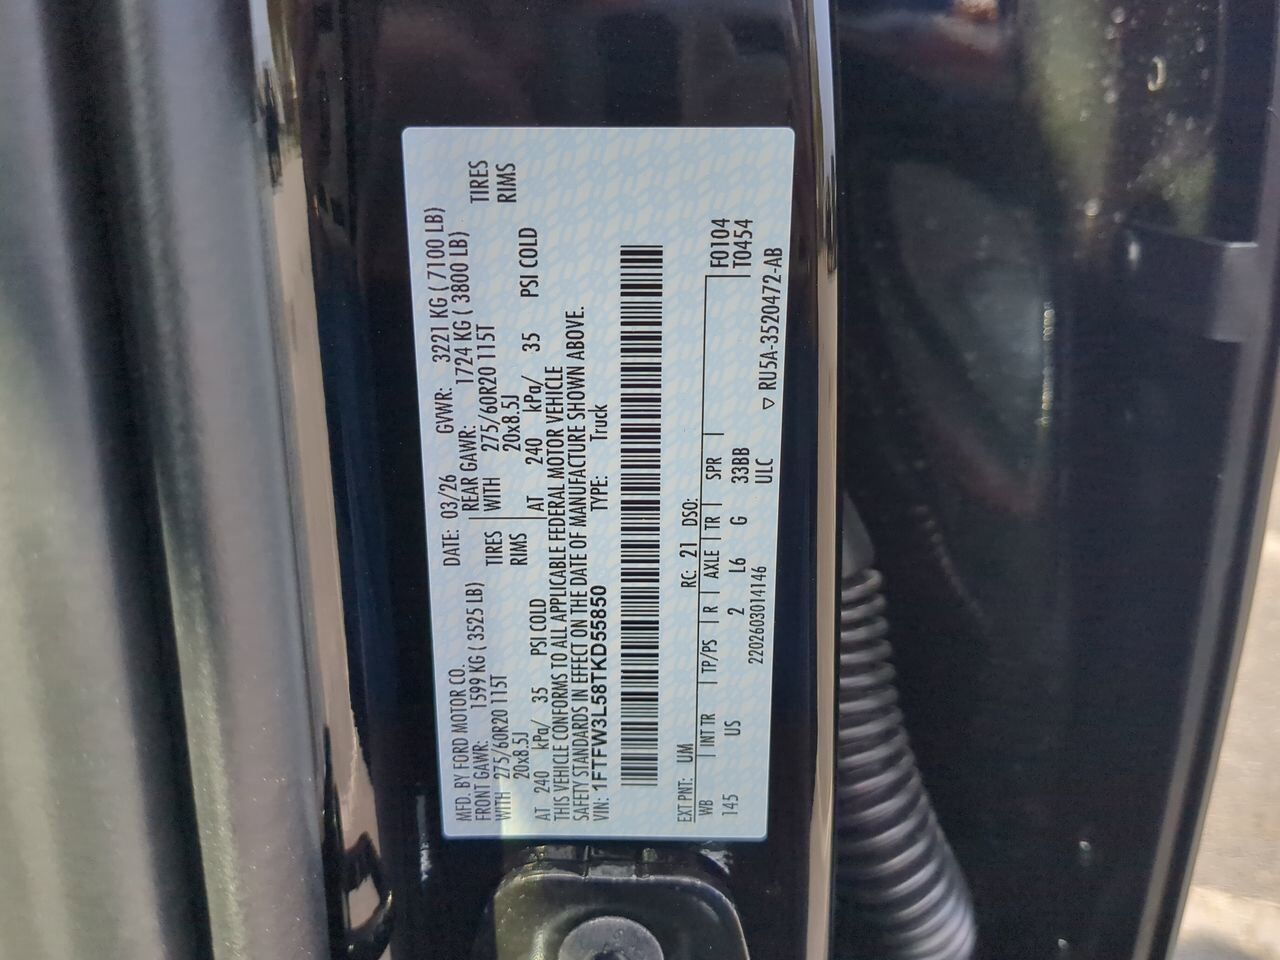 MFD. BY FORD MOTOR CO. DATE: 03/26 GVWR: 3221 KG ( 7100 LB)
FRONT GAWR: 1599 KG ( 3525 LB) REAR GAWR: 1724 KG ( 3800 LB)
WITH 275/60R20 115T TIRES WITH 275/60R20 115T TIRES
20x8.5J RIMS 20x8.5J RIMS
AT 240 kPa/ 35 PSI COLD AT 240 kPa/ 35 PSI COLD
THIS VEHICLE CONFORMS TO ALL APPLICABLE FEDERAL MOTOR VEHICLE
SAFETY STANDARDS IN EFFECT ON THE DATE OF MANUFACTURE SHOWN ABOVE.
VIN: 1FTFW3L58TKD55850 TYPE: Truck
EXT PNT: UM RC: 21 DSO:
WB INT TR TP/PS R AXLE TR SPR F0104
145 US 2 L6 G 33BB T0454
2202603014146 ULC
▽ RU5A-3520472-AB